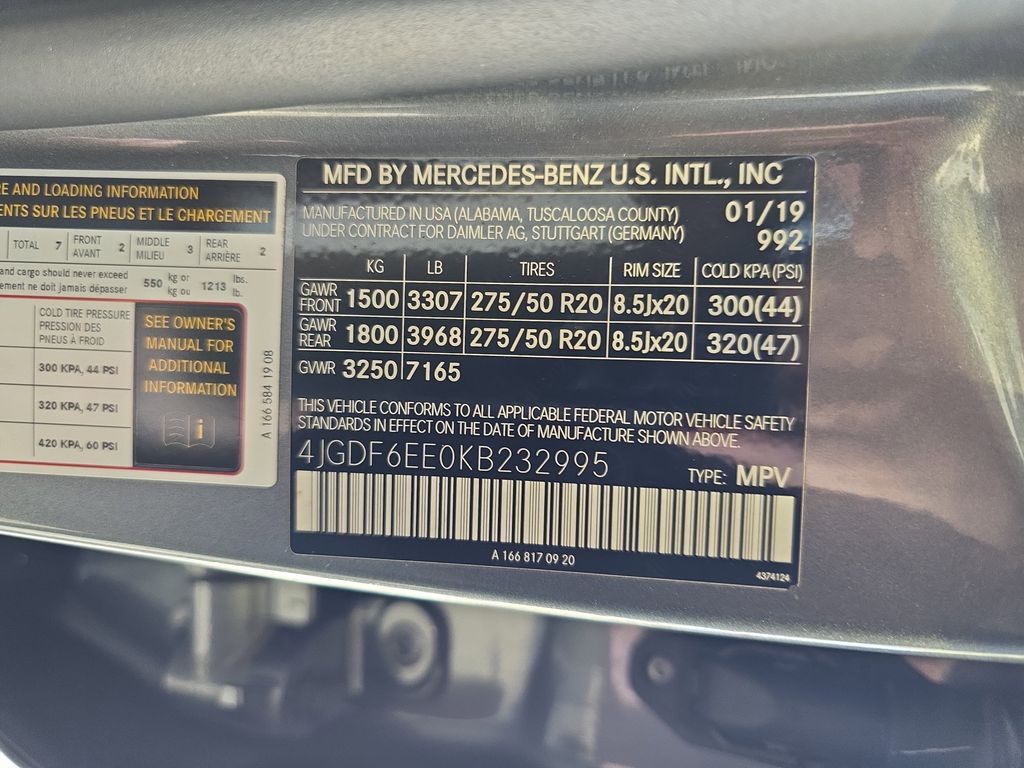 RE AND LOADING INFORMATION
ENTS SUR LES PNEUS ET LE CHARGEMENT
TOTAL 7 FRONT AVANT 2 MIDDLE MILIEU 3 REAR ARRIÈRE 2
and cargo should never exceed
ement ne doit jamais dépasser
550 kg or kg ou 1213 lbs. lb.
COLD TIRE PRESSURE
PRESSION DES
PNEUS À FROID
300 KPA, 44 PSI
320 KPA, 47 PSI
420 KPA, 60 PSI
SEE OWNER'S
MANUAL FOR
ADDITIONAL
INFORMATION
i
A 166 584 19 08
MFD BY MERCEDES-BENZ U.S. INTL., INC
MANUFACTURED IN USA (ALABAMA, TUSCALOOSA COUNTY) 01/19
UNDER CONTRACT FOR DAIMLER AG, STUTTGART (GERMANY) 992
KG LB TIRES RIM SIZE COLD KPA (PSI)
GAWR FRONT 1500 3307 275/50 R20 8.5Jx20 300(44)
GAWR REAR 1800 3968 275/50 R20 8.5Jx20 320(47)
GVWR 3250 7165
THIS VEHICLE CONFORMS TO ALL APPLICABLE FEDERAL MOTOR VEHICLE SAFETY
STANDARDS IN EFFECT ON THE DATE OF MANUFACTURE SHOWN ABOVE.
4JGDF6EE0KB232995 TYPE: MPV
A 166 817 09 20
4374124